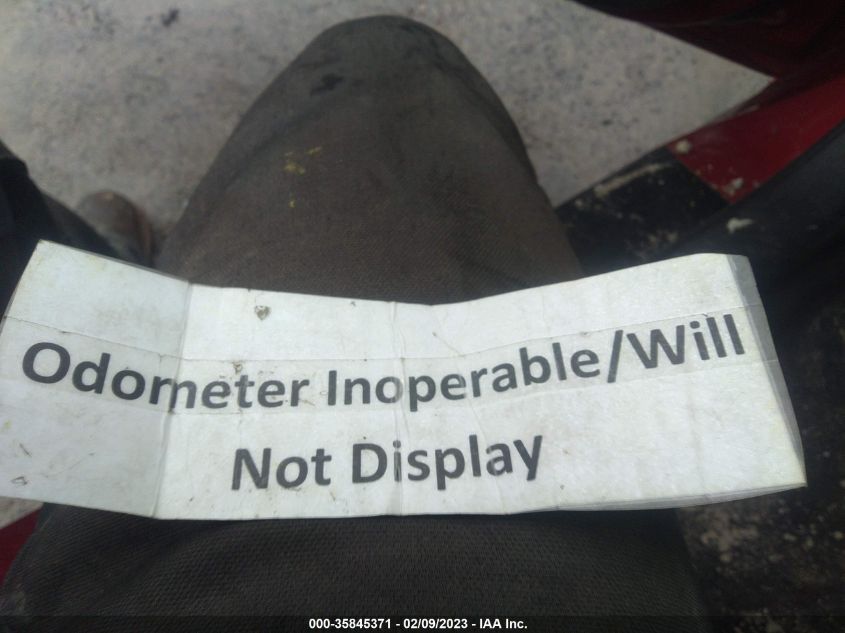 Odometer Inoperable/Will
Not Display
000-35845371 - 02/09/2023 - IAA Inc.